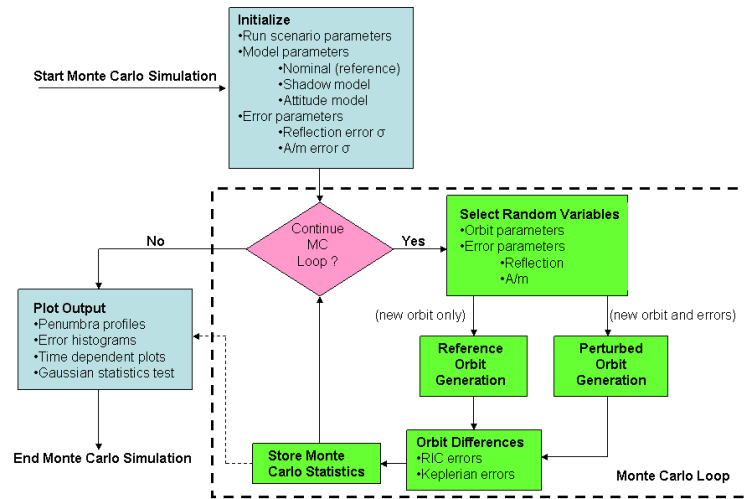 Initialize
•Run scenario parameters
•Model parameters
•Nominal (reference)
•Shadow model
•Attitude model
•Error parameters
•Reflection error σ
•A/m error σ
Start Monte Carlo Simulation
Continue
MC
Loop ?
No
Yes
Select Random Variables
•Orbit parameters
•Error parameters
•Reflection
•A/m
(new orbit only)
(new orbit and errors)
Plot Output
•Penumbra profiles
•Error histograms
•Time dependent plots
•Gaussian statistics test
Reference
Orbit
Generation
Perturbed
Orbit
Generation
End Monte Carlo Simulation
Store Monte
Carlo Statistics
Orbit Differences
•RIC errors
•Keplerian errors
Monte Carlo Loop